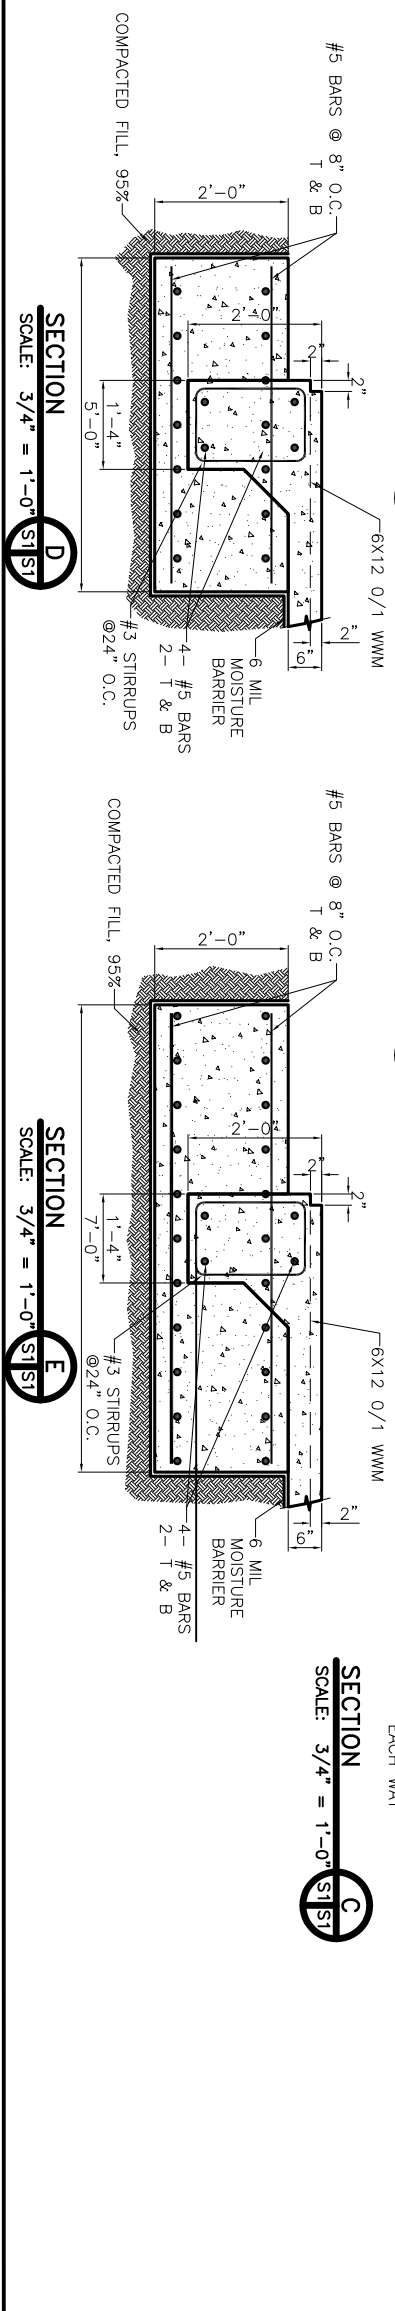 #5 BARS @ 8" O.C.
T & B
COMPACTED FILL, 95%
2'-0"
2'-0"
2"
2"
6X12 0/1 WWM
2"
6"
6 MIL
MOISTURE
BARRIER
4- #5 BARS
2- T & B
#3 STIRRUPS
@24" O.C.
1'-4"
5'-0"
SECTION
SCALE: 3/4" = 1'-0"
D
S1 S1
#5 BARS @ 8" O.C.
T & B
COMPACTED FILL, 95%
2'-0"
2'-0"
2"
2"
6X12 0/1 WWM
2"
6"
6 MIL
MOISTURE
BARRIER
4- #5 BARS
2- T & B
#3 STIRRUPS
@24" O.C.
1'-4"
7'-0"
SECTION
SCALE: 3/4" = 1'-0"
E
S1 S1
EACH WAY
SECTION
SCALE: 3/4" = 1'-0"
C
S1 S1